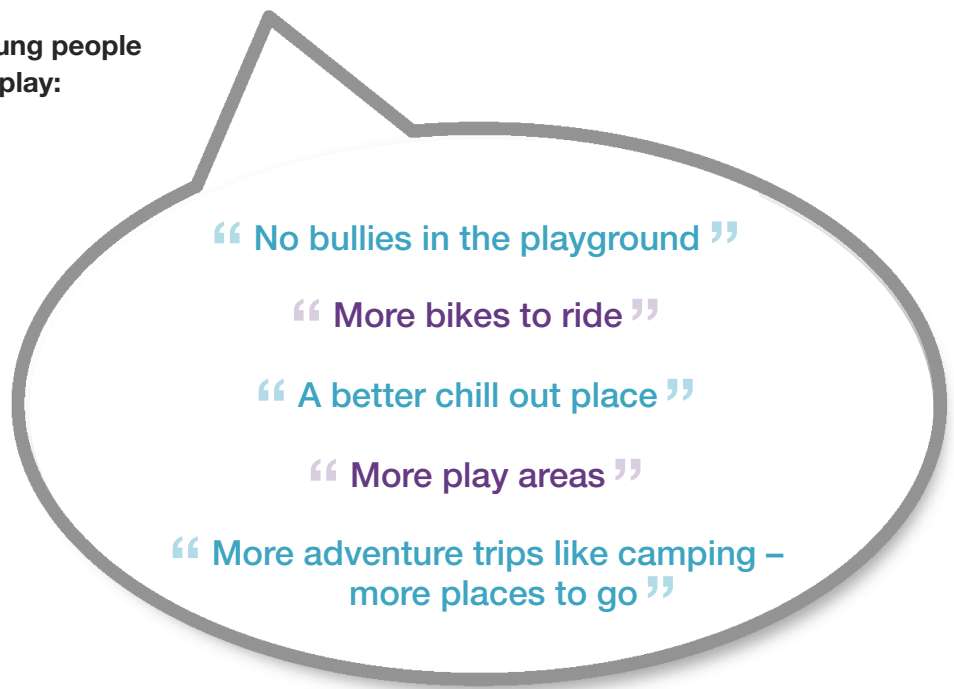 people
play:
“ No bullies in the playground ”
“ More bikes to ride ”
“ A better chill out place ”
“ More play areas ”
“ More adventure trips like camping –
more places to go ”